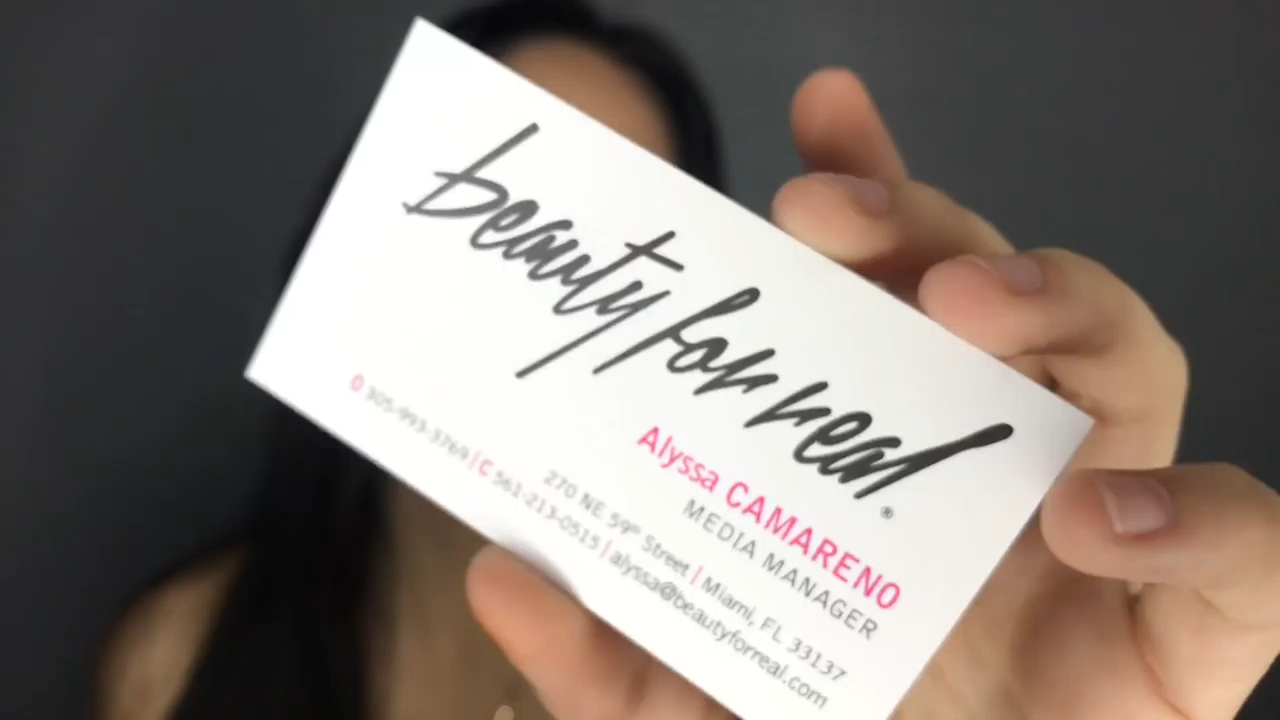 beauty for real®
Alyssa CAMARENO
MEDIA MANAGER
270 NE 59th Street | Miami, FL 33137
O 305-993-3769 | C 561-213-0515 | alyssa@beautyforreal.com